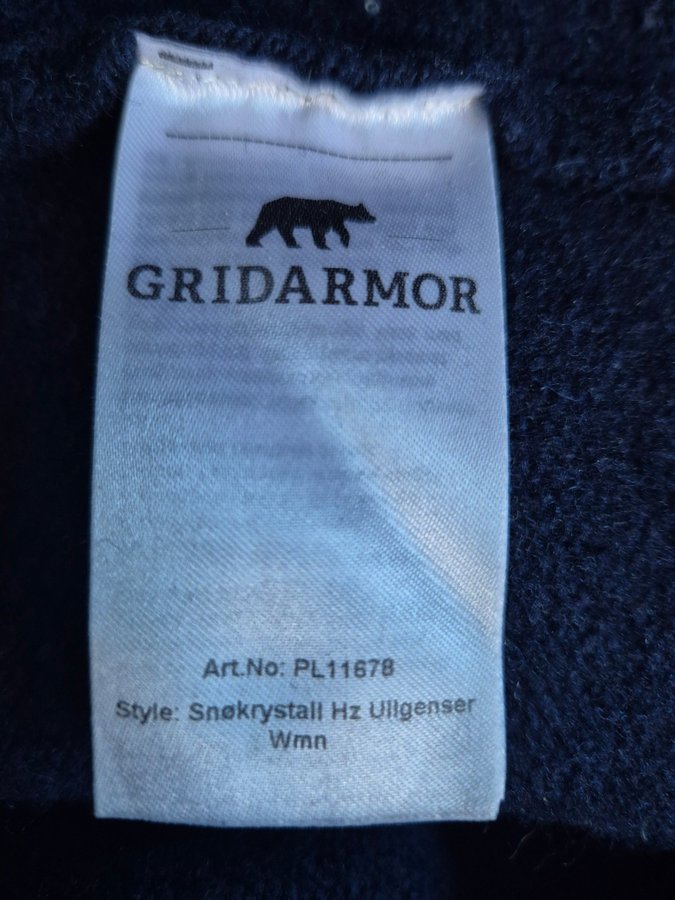 GRIDARMOR
Art.No: PL11678
Style: Snøkrystall Hz Ullgenser
Wmn